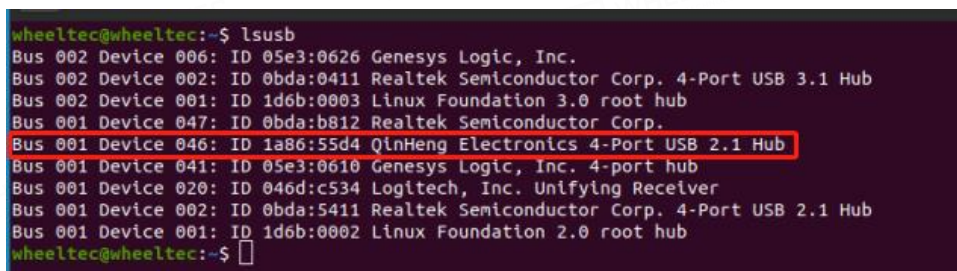 wheeltec@wheeltec:~$ lsusb
Bus 002 Device 006: ID 05e3:0626 Genesys Logic, Inc.
Bus 002 Device 002: ID 0bda:0411 Realtek Semiconductor Corp. 4-Port USB 3.1 Hub
Bus 002 Device 001: ID 1d6b:0003 Linux Foundation 3.0 root hub
Bus 001 Device 047: ID 0bda:b812 Realtek Semiconductor Corp.
Bus 001 Device 046: ID 1a86:55d4 QinHeng Electronics 4-Port USB 2.1 Hub
Bus 001 Device 041: ID 05e3:0610 Genesys Logic, Inc. 4-port hub
Bus 001 Device 020: ID 046d:c534 Logitech, Inc. Unifying Receiver
Bus 001 Device 002: ID 0bda:5411 Realtek Semiconductor Corp. 4-Port USB 2.1 Hub
Bus 001 Device 001: ID 1d6b:0002 Linux Foundation 2.0 root hub
wheeltec@wheeltec:~$